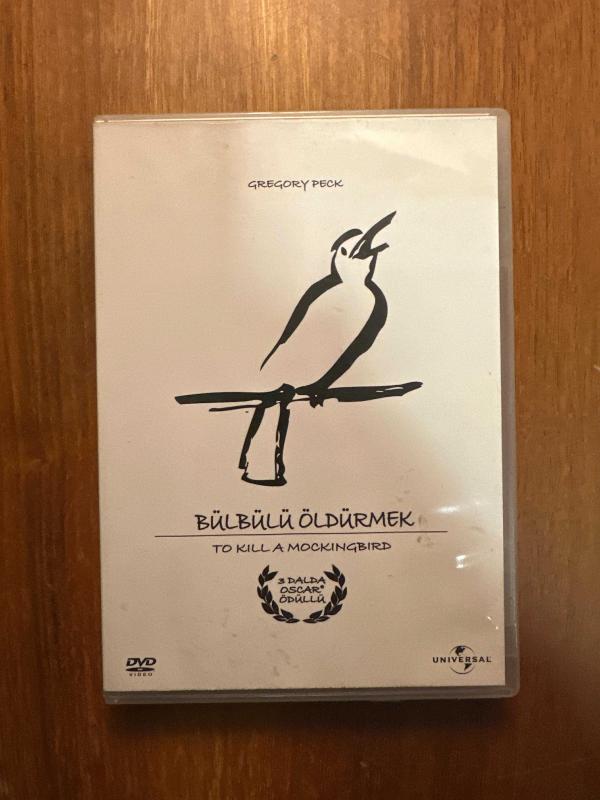 GREGORY PECK
BÜLBÜLÜ ÖLDÜRMEK
TO KILL A MOCKINGBIRD
3 DALDA
OSCAR®
ÖDÜLLÜ
DVD
VIDEO
UNIVERSAL